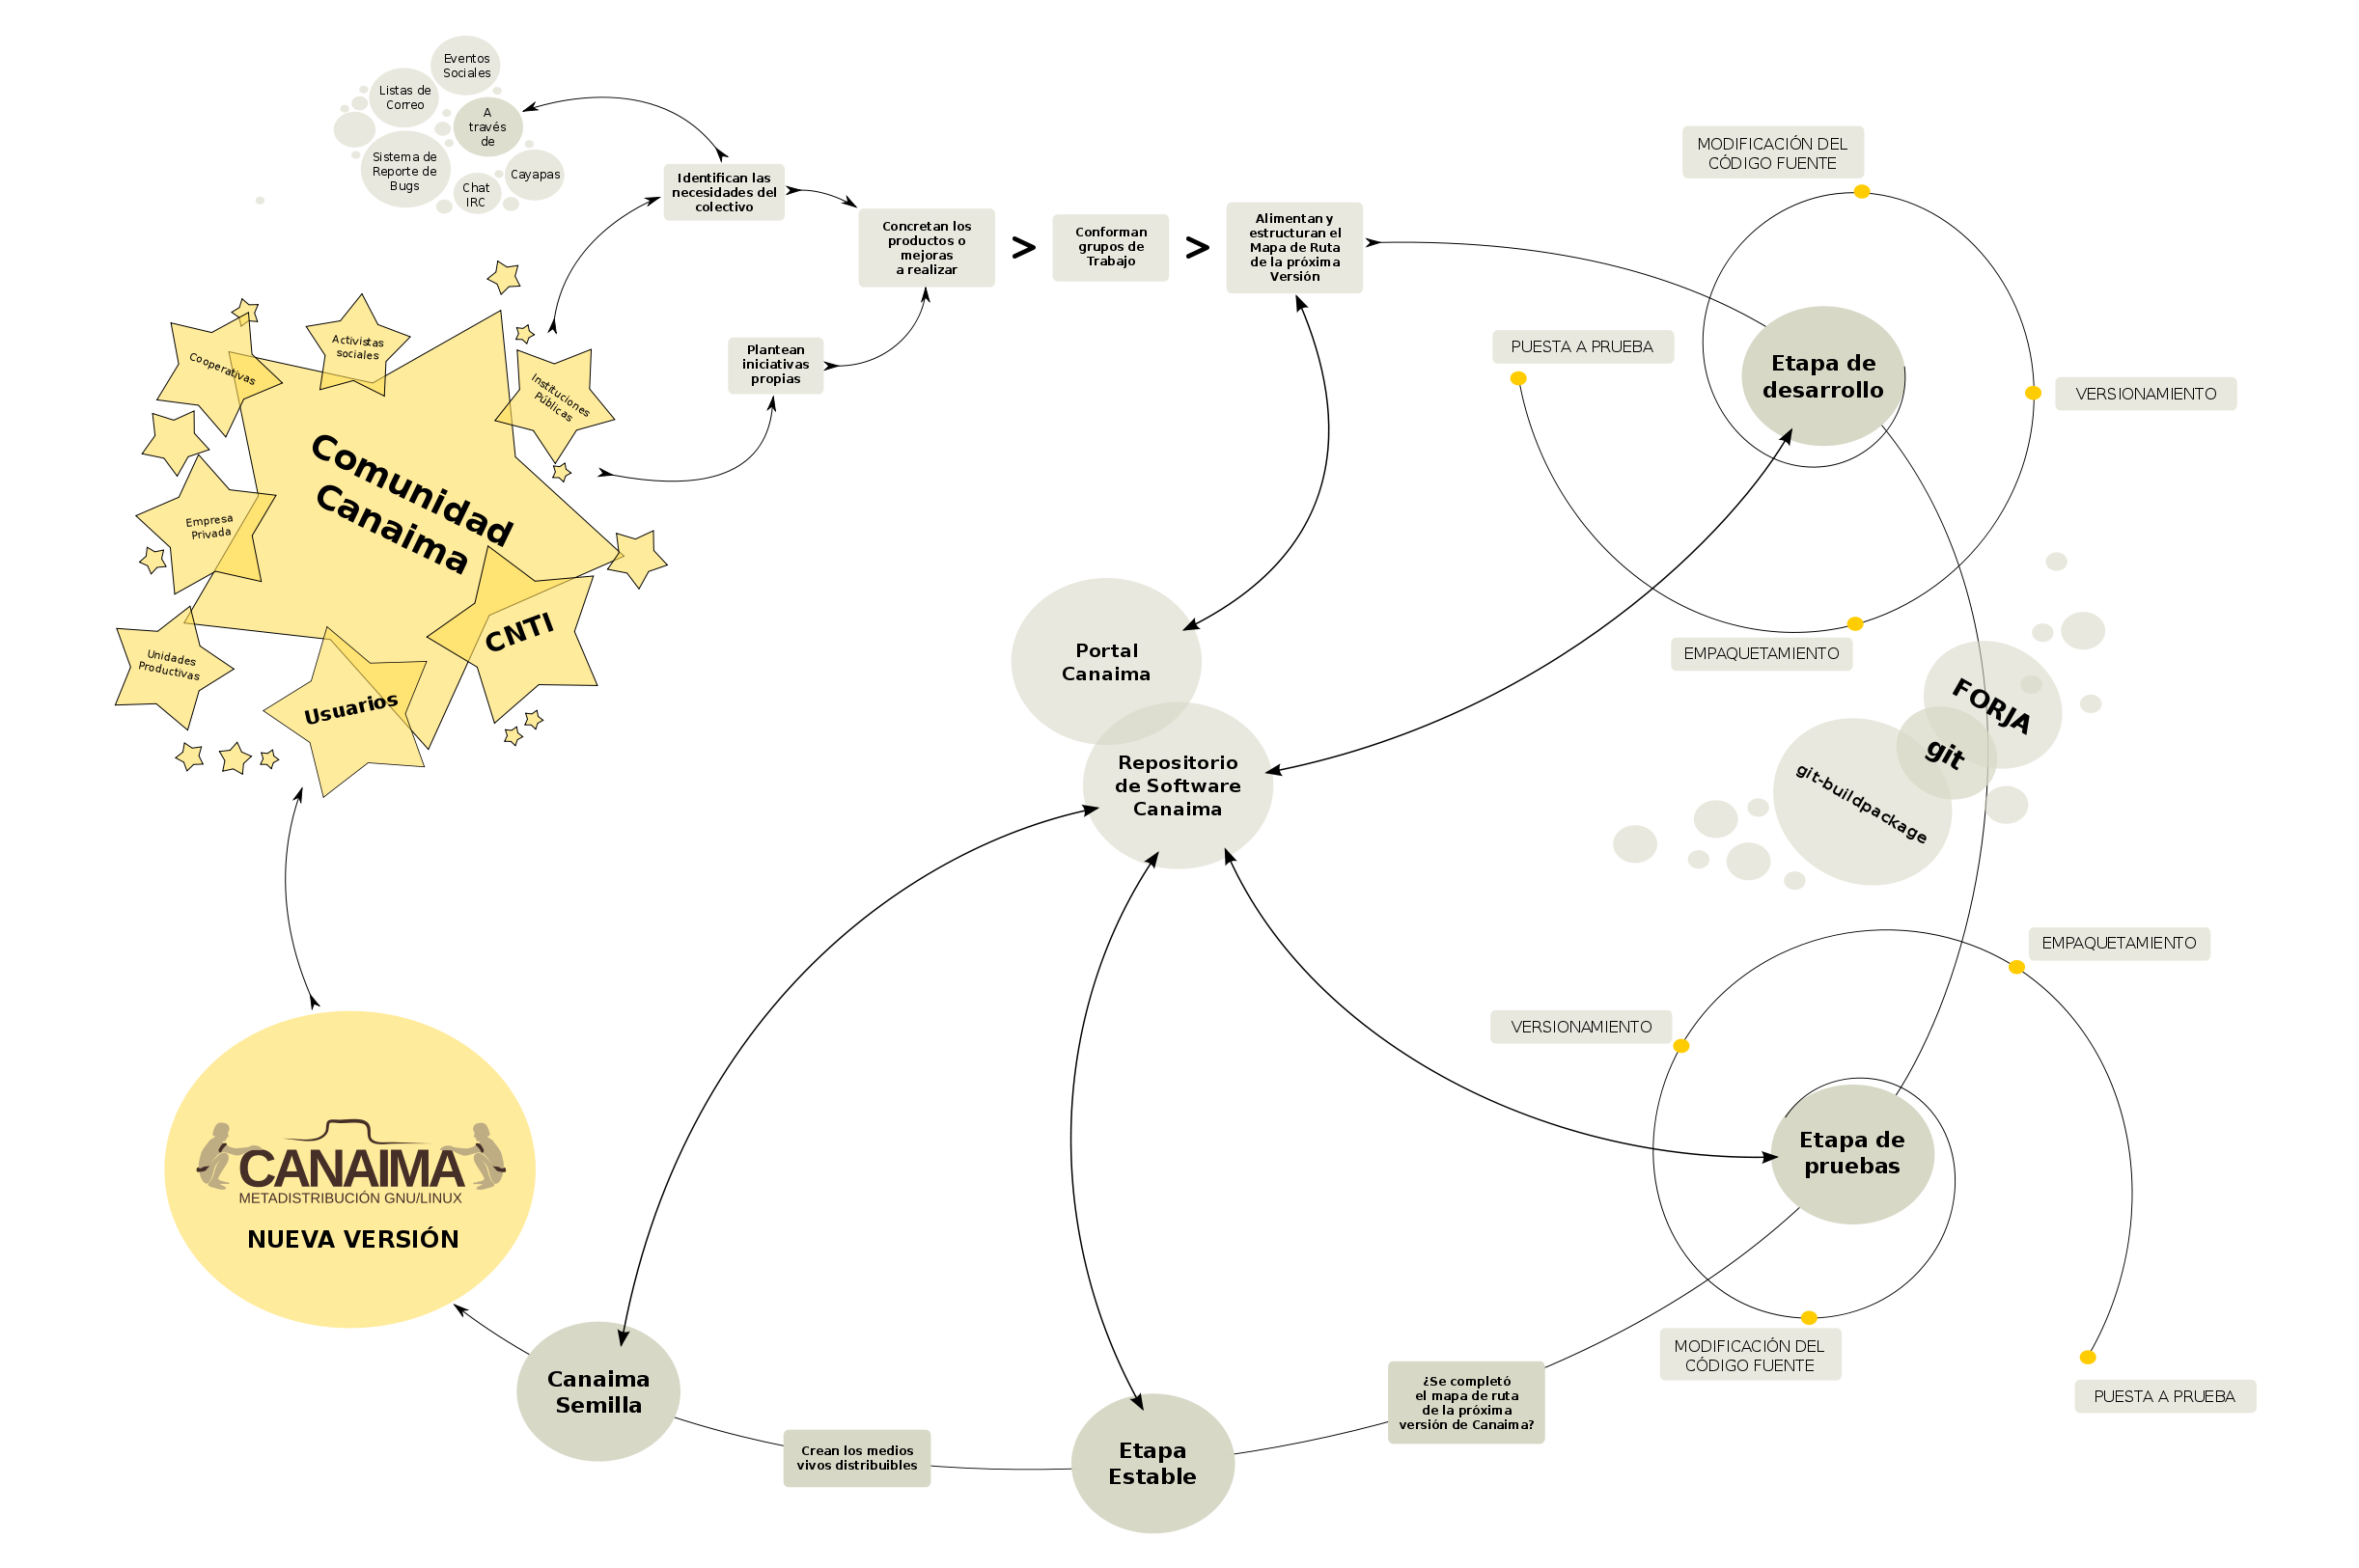 Eventos
Sociales
Listas de
Correo
A
través
de
Sistema de
Reporte de
Bugs
Chat
IRC
Cayapas
Identifican las
necesidades del
colectivo
Concretan los
productos o
mejoras
a realizar
>
Conforman
grupos de
Trabajo
>
Alimentan y
estructuran el
Mapa de Ruta
de la próxima
Versión
Plantean
iniciativas
propias
MODIFICACIÓN DEL
CÓDIGO FUENTE
PUESTA A PRUEBA
Etapa de
desarrollo
VERSIONAMIENTO
EMPAQUETAMIENTO
Cooperativas
Activistas
sociales
Instituciones
Públicas
Comunidad
Canaima
Empresa
Privada
CNTI
Unidades
Productivas
Usuarios
Portal
Canaima
Repositorio
de Software
Canaima
FORJA
git
git-buildpackage
EMPAQUETAMIENTO
VERSIONAMIENTO
Etapa de
pruebas
MODIFICACIÓN DEL
CÓDIGO FUENTE
PUESTA A PRUEBA
CANAIMA
METADISTRIBUCIÓN GNU/LINUX
NUEVA VERSIÓN
Canaima
Semilla
Crean los medios
vivos distribuibles
Etapa
Estable
¿Se completó
el mapa de ruta
de la próxima
versión de Canaima?